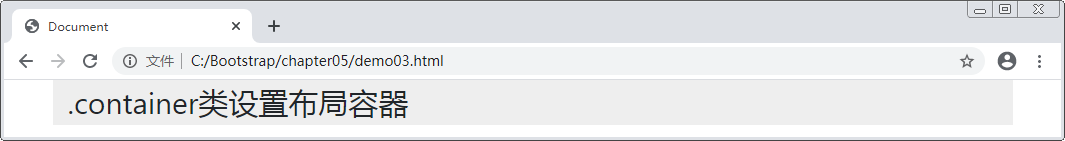 Document
文件 C:/Bootstrap/chapter05/demo03.html
.container类设置布局容器